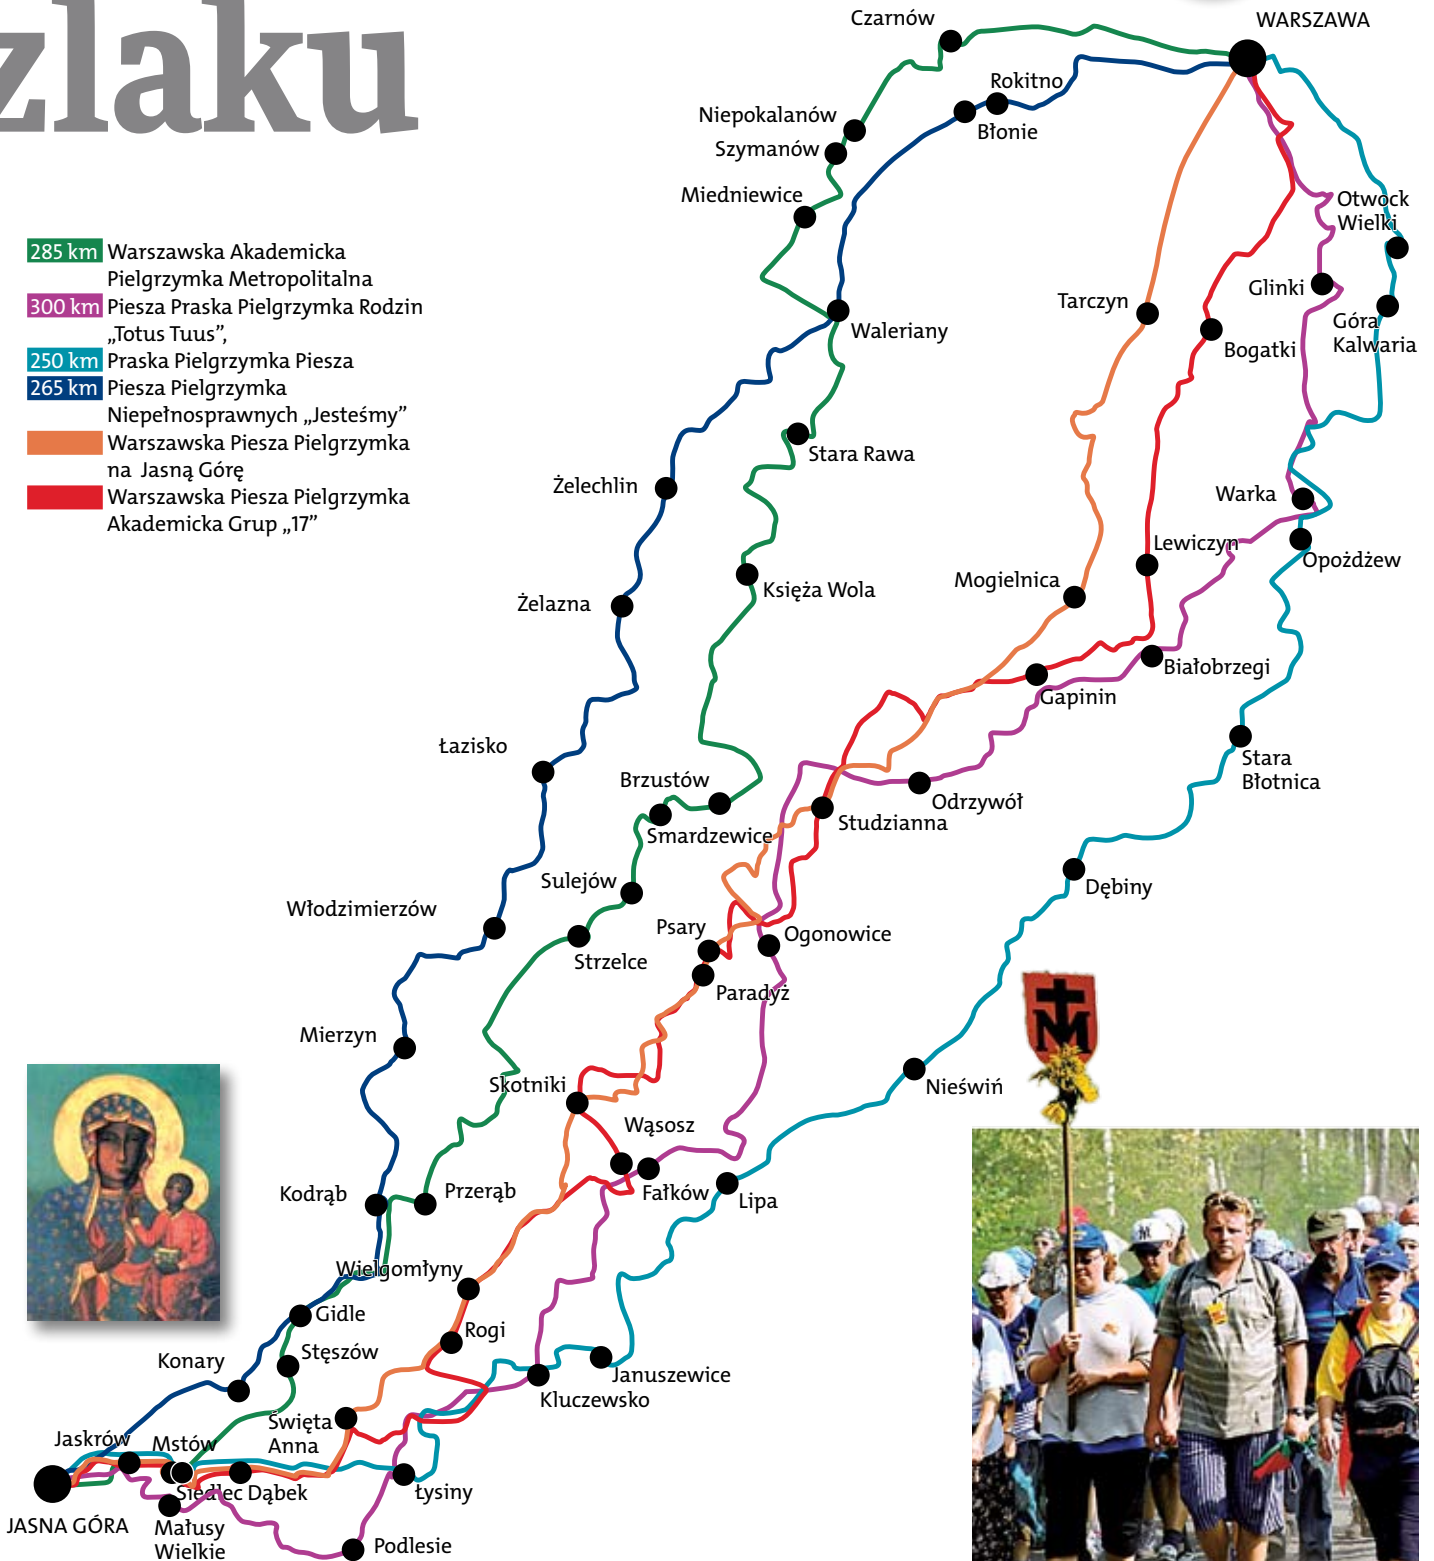 zlaku
285 km Warszawska Akademicka
Pielgrzymka Metropolitalna
300 km Piesza Praska Pielgrzymka Rodzin
„Totus Tuus”,
250 km Praska Pielgrzymka Piesza
265 km Piesza Pielgrzymka
Niepełnosprawnych „Jesteśmy”
Warszawska Piesza Pielgrzymka
na Jasną Górę
Warszawska Piesza Pielgrzymka
Akademicka Grup „17”
Czarnów
WARSZAWA
Rokitno
Niepokalanów
Błonie
Szymanów
Miedniewice
Otwock
Wielki
Glinki
Tarczyn
Góra
Kalwaria
Waleriany
Bogatki
Stara Rawa
Żelechlin
Warka
Lewiczyn
Opożdżew
Mogielnica
Księża Wola
Żelazna
Białobrzegi
Gapinin
Łazisko
Stara
Błotnica
Brzustów
Odrzywół
Smardzewice
Studzianna
Sulejów
Dębiny
Włodzimierzów
Psary
Ogonowice
Strzelce
Paradyż
Mierzyn
Skotniki
Nieświń
Wąsosz
Kodrąb
Przerąb
Fałków
Lipa
Wielgomłyny
Gidle
Rogi
Stęszów
Konary
Januszewice
Kluczewsko
Święta
Anna
Jaskrów
Mstów
Siedlec Dąbek
Łysiny
JASNA GÓRA
Małusy
Wielkie
Podlesie
M